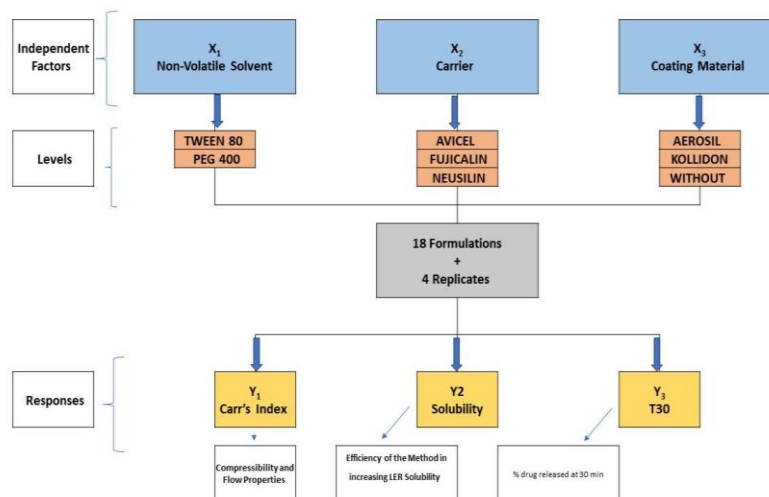 Independent
Factors
X1
Non-Volatile Solvent
X2
Carrier
X3
Coating Material
Levels
TWEEN 80
PEG 400
AVICEL
FUJICALIN
NEUSILIN
AEROSIL
KOLLIDON
WITHOUT
18 Formulations
+
4 Replicates
Responses
Y1
Carr's Index
Y2
Solubility
Y3
T30
Compressibility and
Flow Properties
Efficiency of the Method in
increasing LER Solubility
% drug released at 30 min